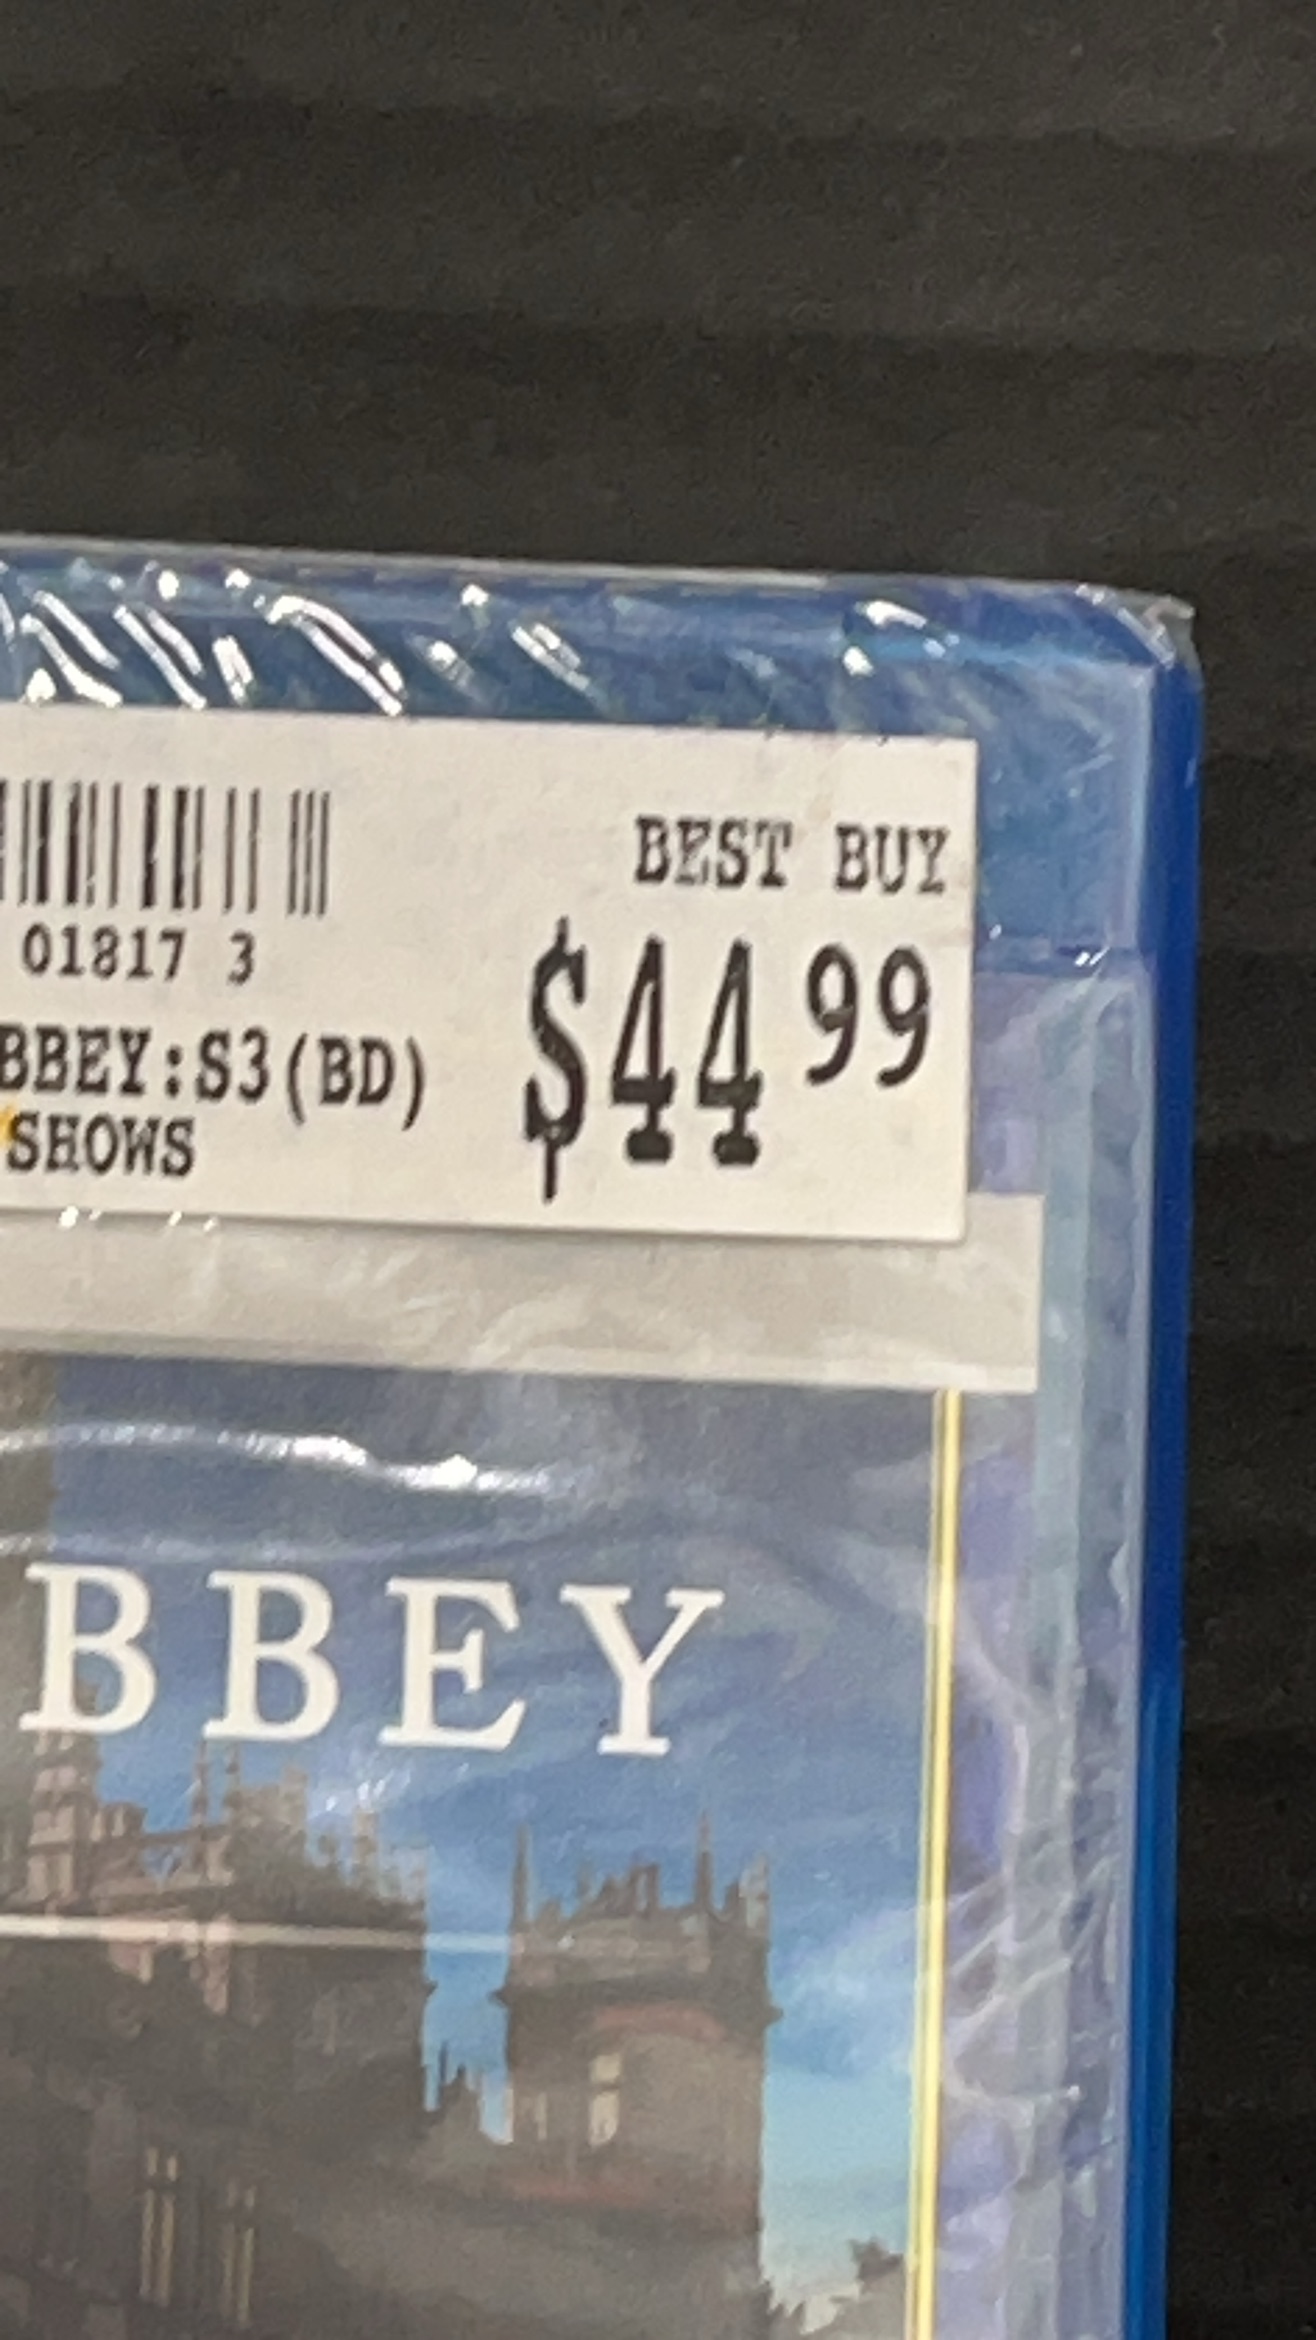 BEST BUY
01817 3
$44 99
BBEY:S3(BD)
SHOWS
BBEY